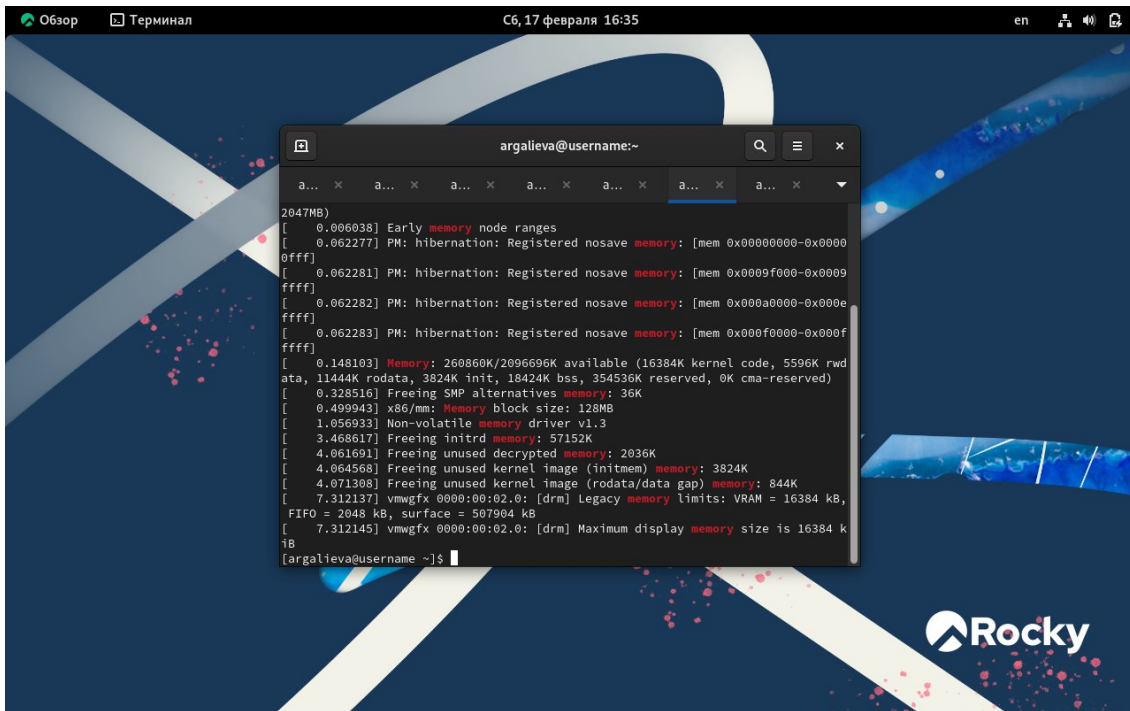 Обзор Терминал Сб, 17 февраля 16:35 en
argalieva@username:~
a... × a... × a... × a... × a... × a... × a... ×
2047MB)
[    0.006038] Early memory node ranges
[    0.062277] PM: hibernation: Registered nosave memory: [mem 0x00000000-0x0000
0fff]
[    0.062281] PM: hibernation: Registered nosave memory: [mem 0x0009f000-0x0009
ffff]
[    0.062282] PM: hibernation: Registered nosave memory: [mem 0x000a0000-0x000e
ffff]
[    0.062283] PM: hibernation: Registered nosave memory: [mem 0x000f0000-0x000f
ffff]
[    0.148103] Memory: 260860K/2096696K available (16384K kernel code, 5596K rwd
ata, 11444K rodata, 3824K init, 18424K bss, 354536K reserved, 0K cma-reserved)
[    0.328516] Freeing SMP alternatives memory: 36K
[    0.499943] x86/mm: Memory block size: 128MB
[    1.056933] Non-volatile memory driver v1.3
[    3.468617] Freeing initrd memory: 57152K
[    4.061691] Freeing unused decrypted memory: 2036K
[    4.064568] Freeing unused kernel image (initmem) memory: 3824K
[    4.071308] Freeing unused kernel image (rodata/data gap) memory: 844K
[    7.312137] vmwgfx 0000:00:02.0: [drm] Legacy memory limits: VRAM = 16384 kB,
 FIFO = 2048 kB, surface = 507904 kB
[    7.312145] vmwgfx 0000:00:02.0: [drm] Maximum display memory size is 16384 k
iB
[argalieva@username ~]$
Rocky